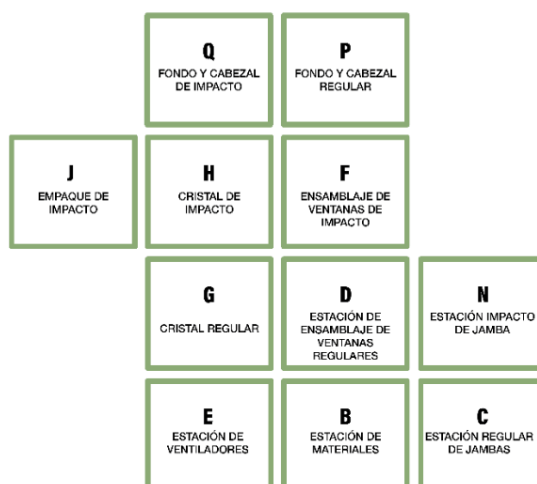 Q
FONDO Y CABEZAL
DE IMPACTO
P
FONDO Y CABEZAL
REGULAR
J
EMPAQUE DE
IMPACTO
H
CRISTAL DE
IMPACTO
F
ENSAMBLAJE DE
VENTANAS DE
IMPACTO
G
CRISTAL REGULAR
D
ESTACIÓN DE
ENSAMBLAJE DE
VENTANAS
REGULARES
N
ESTACIÓN IMPACTO
DE JAMBA
E
ESTACIÓN DE
VENTILADORES
B
ESTACIÓN DE
MATERIALES
C
ESTACIÓN REGULAR
DE JAMBAS